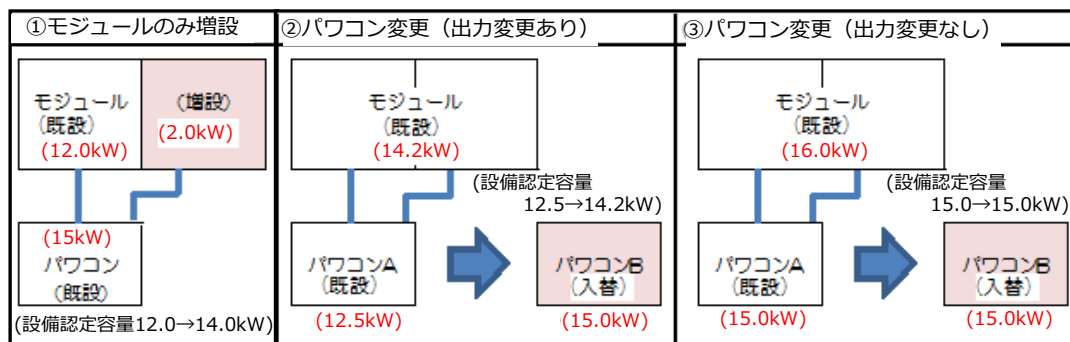 ①モジュールのみ増設
モジュール
(既設)
(12.0kW)
(増設)
(2.0kW)
(15kW)
パワコン
(既設)
(設備認定容量12.0→14.0kW)
②パワコン変更（出力変更あり）
モジュール
(既設)
(14.2kW)
(設備認定容量
12.5→14.2kW)
パワコンA
(既設)
(12.5kW)
パワコンB
(入替)
(15.0kW)
③パワコン変更（出力変更なし）
モジュール
(既設)
(16.0kW)
(設備認定容量
15.0→15.0kW)
パワコンA
(既設)
(15.0kW)
パワコンB
(入替)
(15.0kW)